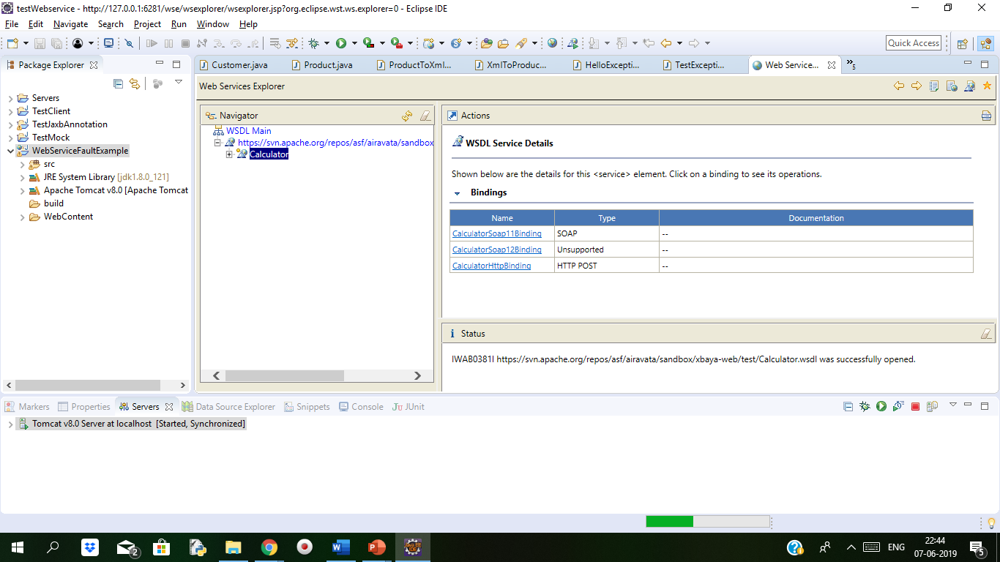 testWebservice - http://127.0.0.1:6281/wse/wsexplorer/wsexplorer.jsp?org.eclipse.wst.ws.explorer=0 - Eclipse IDE
File Edit Navigate Search Project Run Window Help
Quick Access
Package Explorer
Customer.java Product.java ProductToXml... XmlToProduc... HelloExcepti... TestExcepti... Web Service... »5
Web Services Explorer
Servers
TestClient
TestJaxbAnnotation
TestMock
WebServiceFaultExample
src
JRE System Library [jdk1.8.0_121]
Apache Tomcat v8.0 [Apache Tomcat
build
WebContent
Navigator
WSDL Main
https://svn.apache.org/repos/asf/airavata/sandbox
Calculator
Actions
WSDL Service Details
Shown below are the details for this <service> element. Click on a binding to see its operations.
Bindings
Name Type Documentation
CalculatorSoap11Binding SOAP --
CalculatorSoap12Binding Unsupported --
CalculatorHttpBinding HTTP POST --
i Status
IWAB0381I https://svn.apache.org/repos/asf/airavata/sandbox/xbaya-web/test/Calculator.wsdl was successfully opened.
Markers Properties Servers Data Source Explorer Snippets Console JUnit
Tomcat v8.0 Server at localhost [Started, Synchronized]
2
W
P
JAVA EE IDE
ENG
22:44
07-06-2019
5